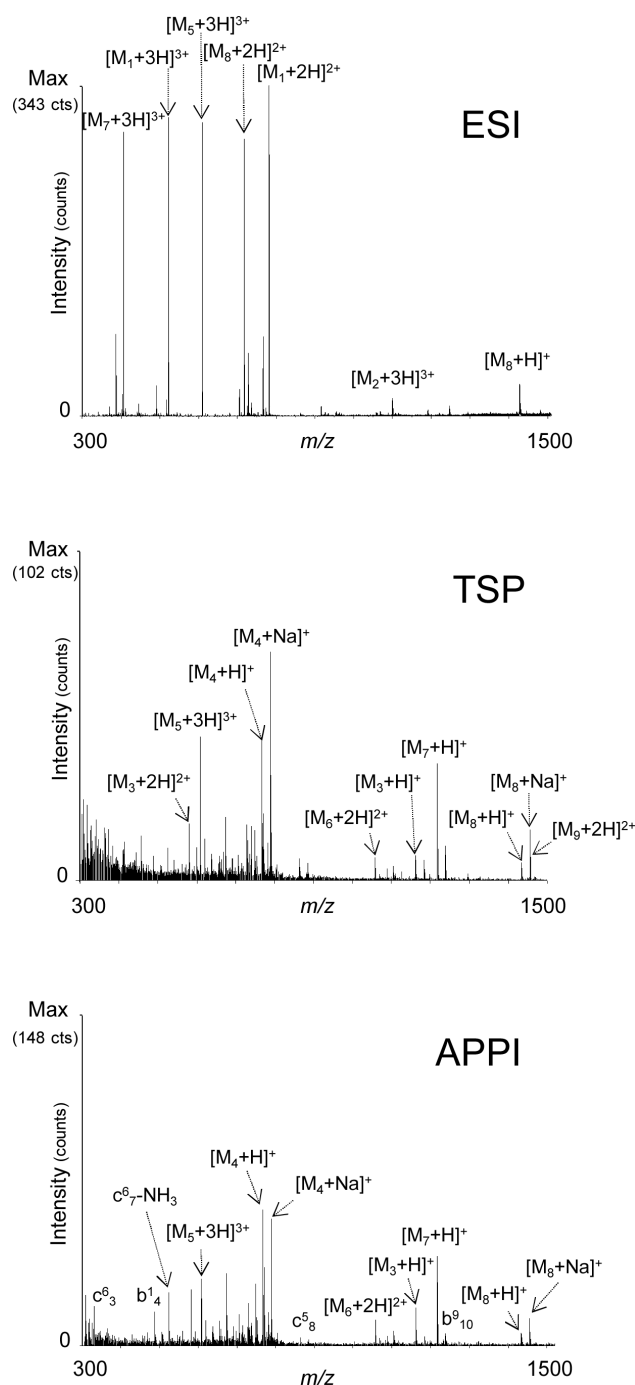 [M₅+3H]³⁺
[M₁+3H]³⁺ [M₈+2H]²⁺
Max [M₁+2H]²⁺
(343 cts)
[M₇+3H]³⁺
ESI
Intensity (counts)
[M₂+3H]³⁺ [M₈+H]⁺
0
300 m/z 1500
Max
(102 cts)
TSP
[M₄+Na]⁺
[M₄+H]⁺
Intensity (counts)
[M₅+3H]³⁺
[M₇+H]⁺
[M₃+2H]²⁺ [M₃+H]⁺ [M₈+Na]⁺
[M₆+2H]²⁺ [M₈+H]⁺ [M₉+2H]²⁺
0
300 m/z 1500
Max
(148 cts)
APPI
Intensity (counts)
[M₄+H]⁺
[M₄+Na]⁺
c⁶₇-NH₃
[M₅+3H]³⁺
[M₇+H]⁺
[M₃+H]⁺ [M₈+Na]⁺
c⁶₃ b¹₄ c⁵₈ [M₆+2H]²⁺ b⁹₁₀ [M₈+H]⁺
0
300 m/z 1500